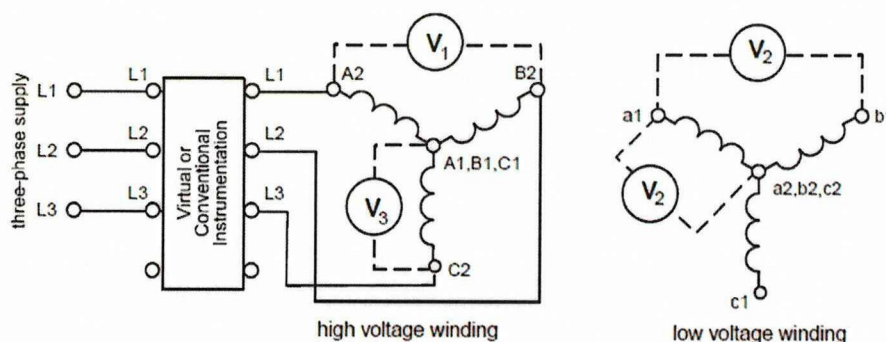 three-phase supply
L1
L2
L3
L1
L2
L3
Virtual or
Conventional
Instrumentation
L1
L2
L3
V1
A2
B2
A1,B1,C1
V3
C2
high voltage winding
V2
a1
b
V2
a2,b2,c2
c1
low voltage winding